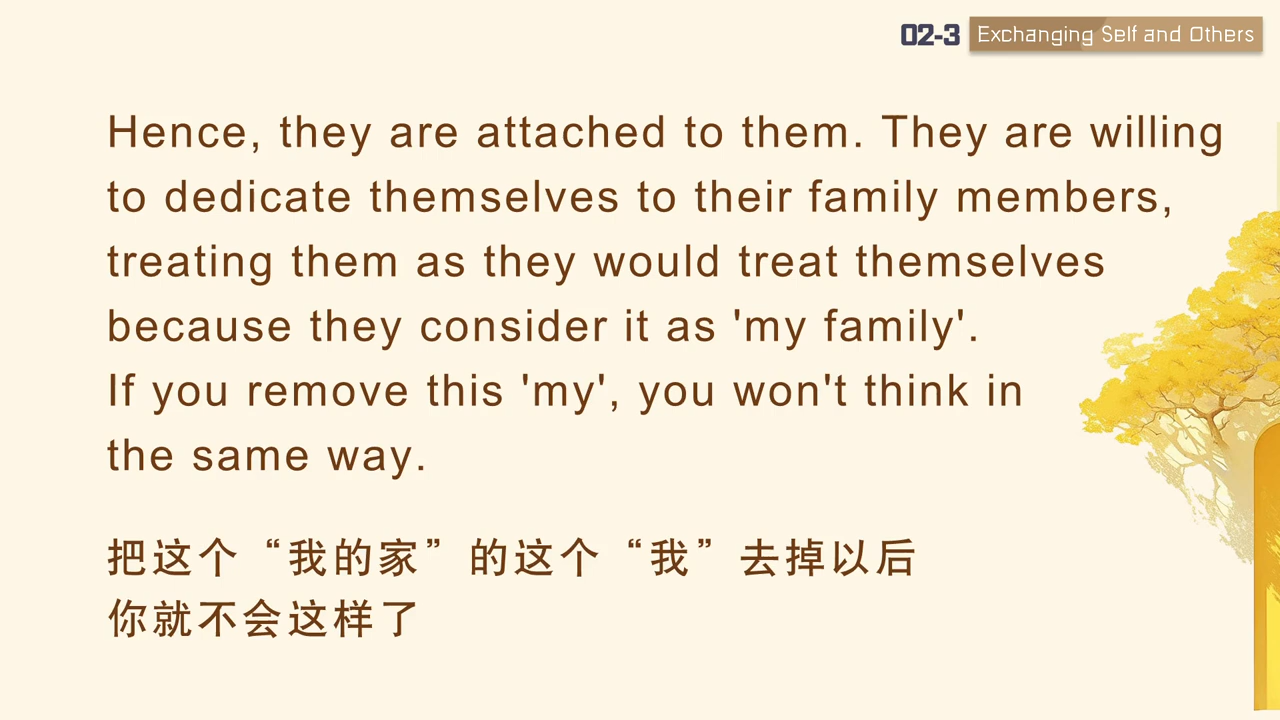 02-3 Exchanging Self and Others
Hence, they are attached to them. They are willing
to dedicate themselves to their family members,
treating them as they would treat themselves
because they consider it as 'my family'.
If you remove this 'my', you won't think in
the same way.
把这个“我的家”的这个“我”去掉以后
你就不会这样了